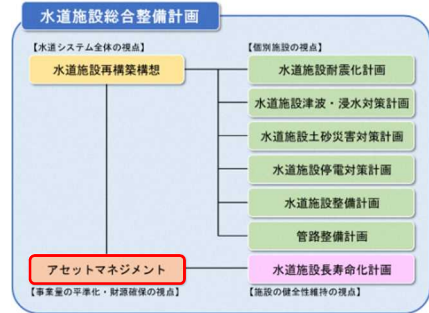 水道施設総合整備計画
【水道システム全体の視点】
【個別施設の視点】
水道施設再構築構想
水道施設耐震化計画
水道施設津波・浸水対策計画
水道施設土砂災害対策計画
水道施設停電対策計画
水道施設整備計画
管路整備計画
アセットマネジメント
水道施設長寿命化計画
【事業量の平準化・財源確保の視点】
【施設の健全性維持の視点】